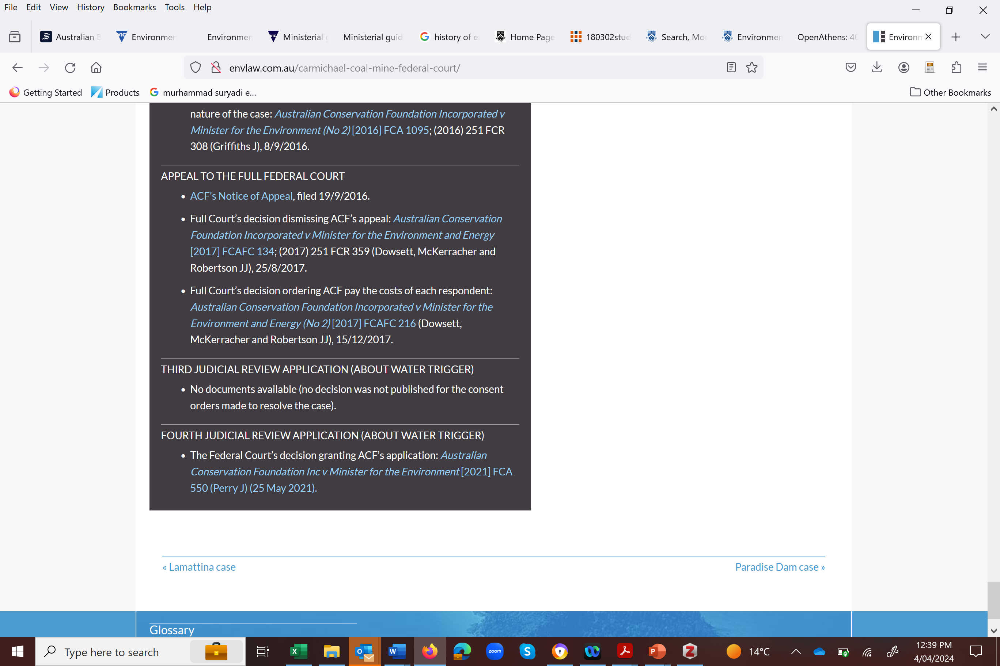 File Edit View History Bookmarks Tools Help
Australian
Environmen
Environmen
Ministerial g
Ministerial guid
history of e
Home Page
180302stud
Search, Mo
Environmen
OpenAthens: 40
Environm
envlaw.com.au/carmichael-coal-mine-federal-court/
Getting Started Products murhammad suryadi e... Other Bookmarks
nature of the case: Australian Conservation Foundation Incorporated v
Minister for the Environment (No 2) [2016] FCA 1095; (2016) 251 FCR
308 (Griffiths J), 8/9/2016.
APPEAL TO THE FULL FEDERAL COURT
• ACF’s Notice of Appeal, filed 19/9/2016.
• Full Court’s decision dismissing ACF’s appeal: Australian Conservation
Foundation Incorporated v Minister for the Environment and Energy
[2017] FCAFC 134; (2017) 251 FCR 359 (Dowsett, McKerracher and
Robertson JJ), 25/8/2017.
• Full Court’s decision ordering ACF pay the costs of each respondent:
Australian Conservation Foundation Incorporated v Minister for the
Environment and Energy (No 2) [2017] FCAFC 216 (Dowsett,
McKerracher and Robertson JJ), 15/12/2017.
THIRD JUDICIAL REVIEW APPLICATION (ABOUT WATER TRIGGER)
• No documents available (no decision was not published for the consent
orders made to resolve the case).
FOURTH JUDICIAL REVIEW APPLICATION (ABOUT WATER TRIGGER)
• The Federal Court’s decision granting ACF’s application: Australian
Conservation Foundation Inc v Minister for the Environment [2021] FCA
550 (Perry J) (25 May 2021).
« Lamattina case Paradise Dam case »
Glossary
Type here to search
zoom
14°C
12:39 PM
4/04/2024